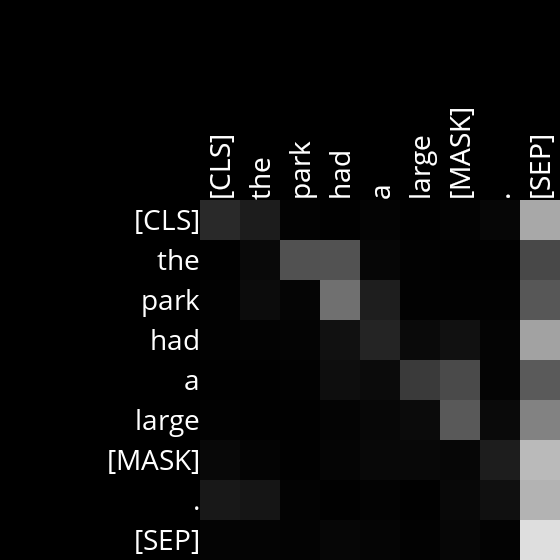 [CLS] the park had a large [MASK] . [SEP]
[CLS]
the
park
had
a
large
[MASK]
.
[SEP]